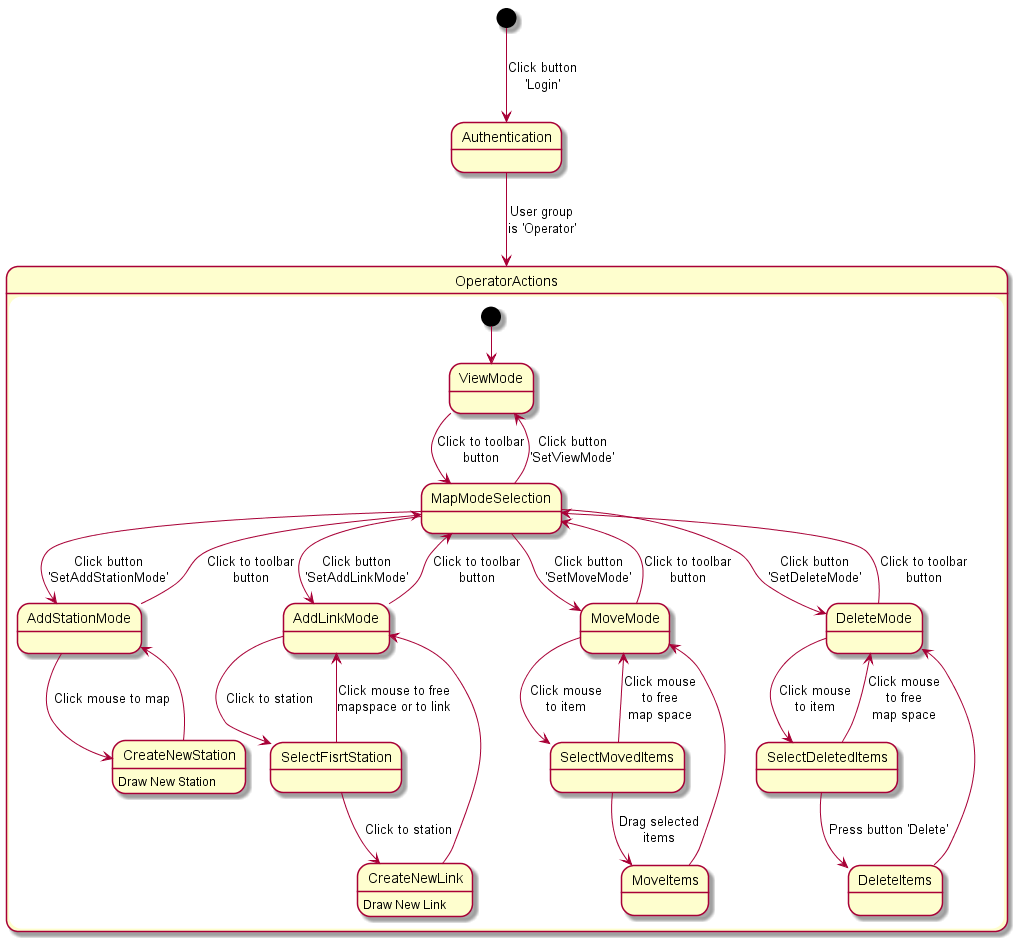 Click button
'Login'
Authentication
User group
is 'Operator'
OperatorActions
ViewMode
Click to toolbar
button
Click button
'SetViewMode'
MapModeSelection
Click button
'SetAddStationMode'
Click to toolbar
button
Click button
'SetAddLinkMode'
Click to toolbar
button
Click button
'SetMoveMode'
Click to toolbar
button
Click button
'SetDeleteMode'
Click to toolbar
button
AddStationMode
AddLinkMode
MoveMode
DeleteMode
Click mouse to map
Click to station
Click mouse to free
mapspace or to link
Click mouse
to item
Click mouse
to free
map space
Click mouse
to item
Click mouse
to free
map space
CreateNewStation
Draw New Station
SelectFisrtStation
SelectMovedItems
SelectDeletedItems
Click to station
Drag selected
items
Press button 'Delete'
CreateNewLink
Draw New Link
MoveItems
DeleteItems